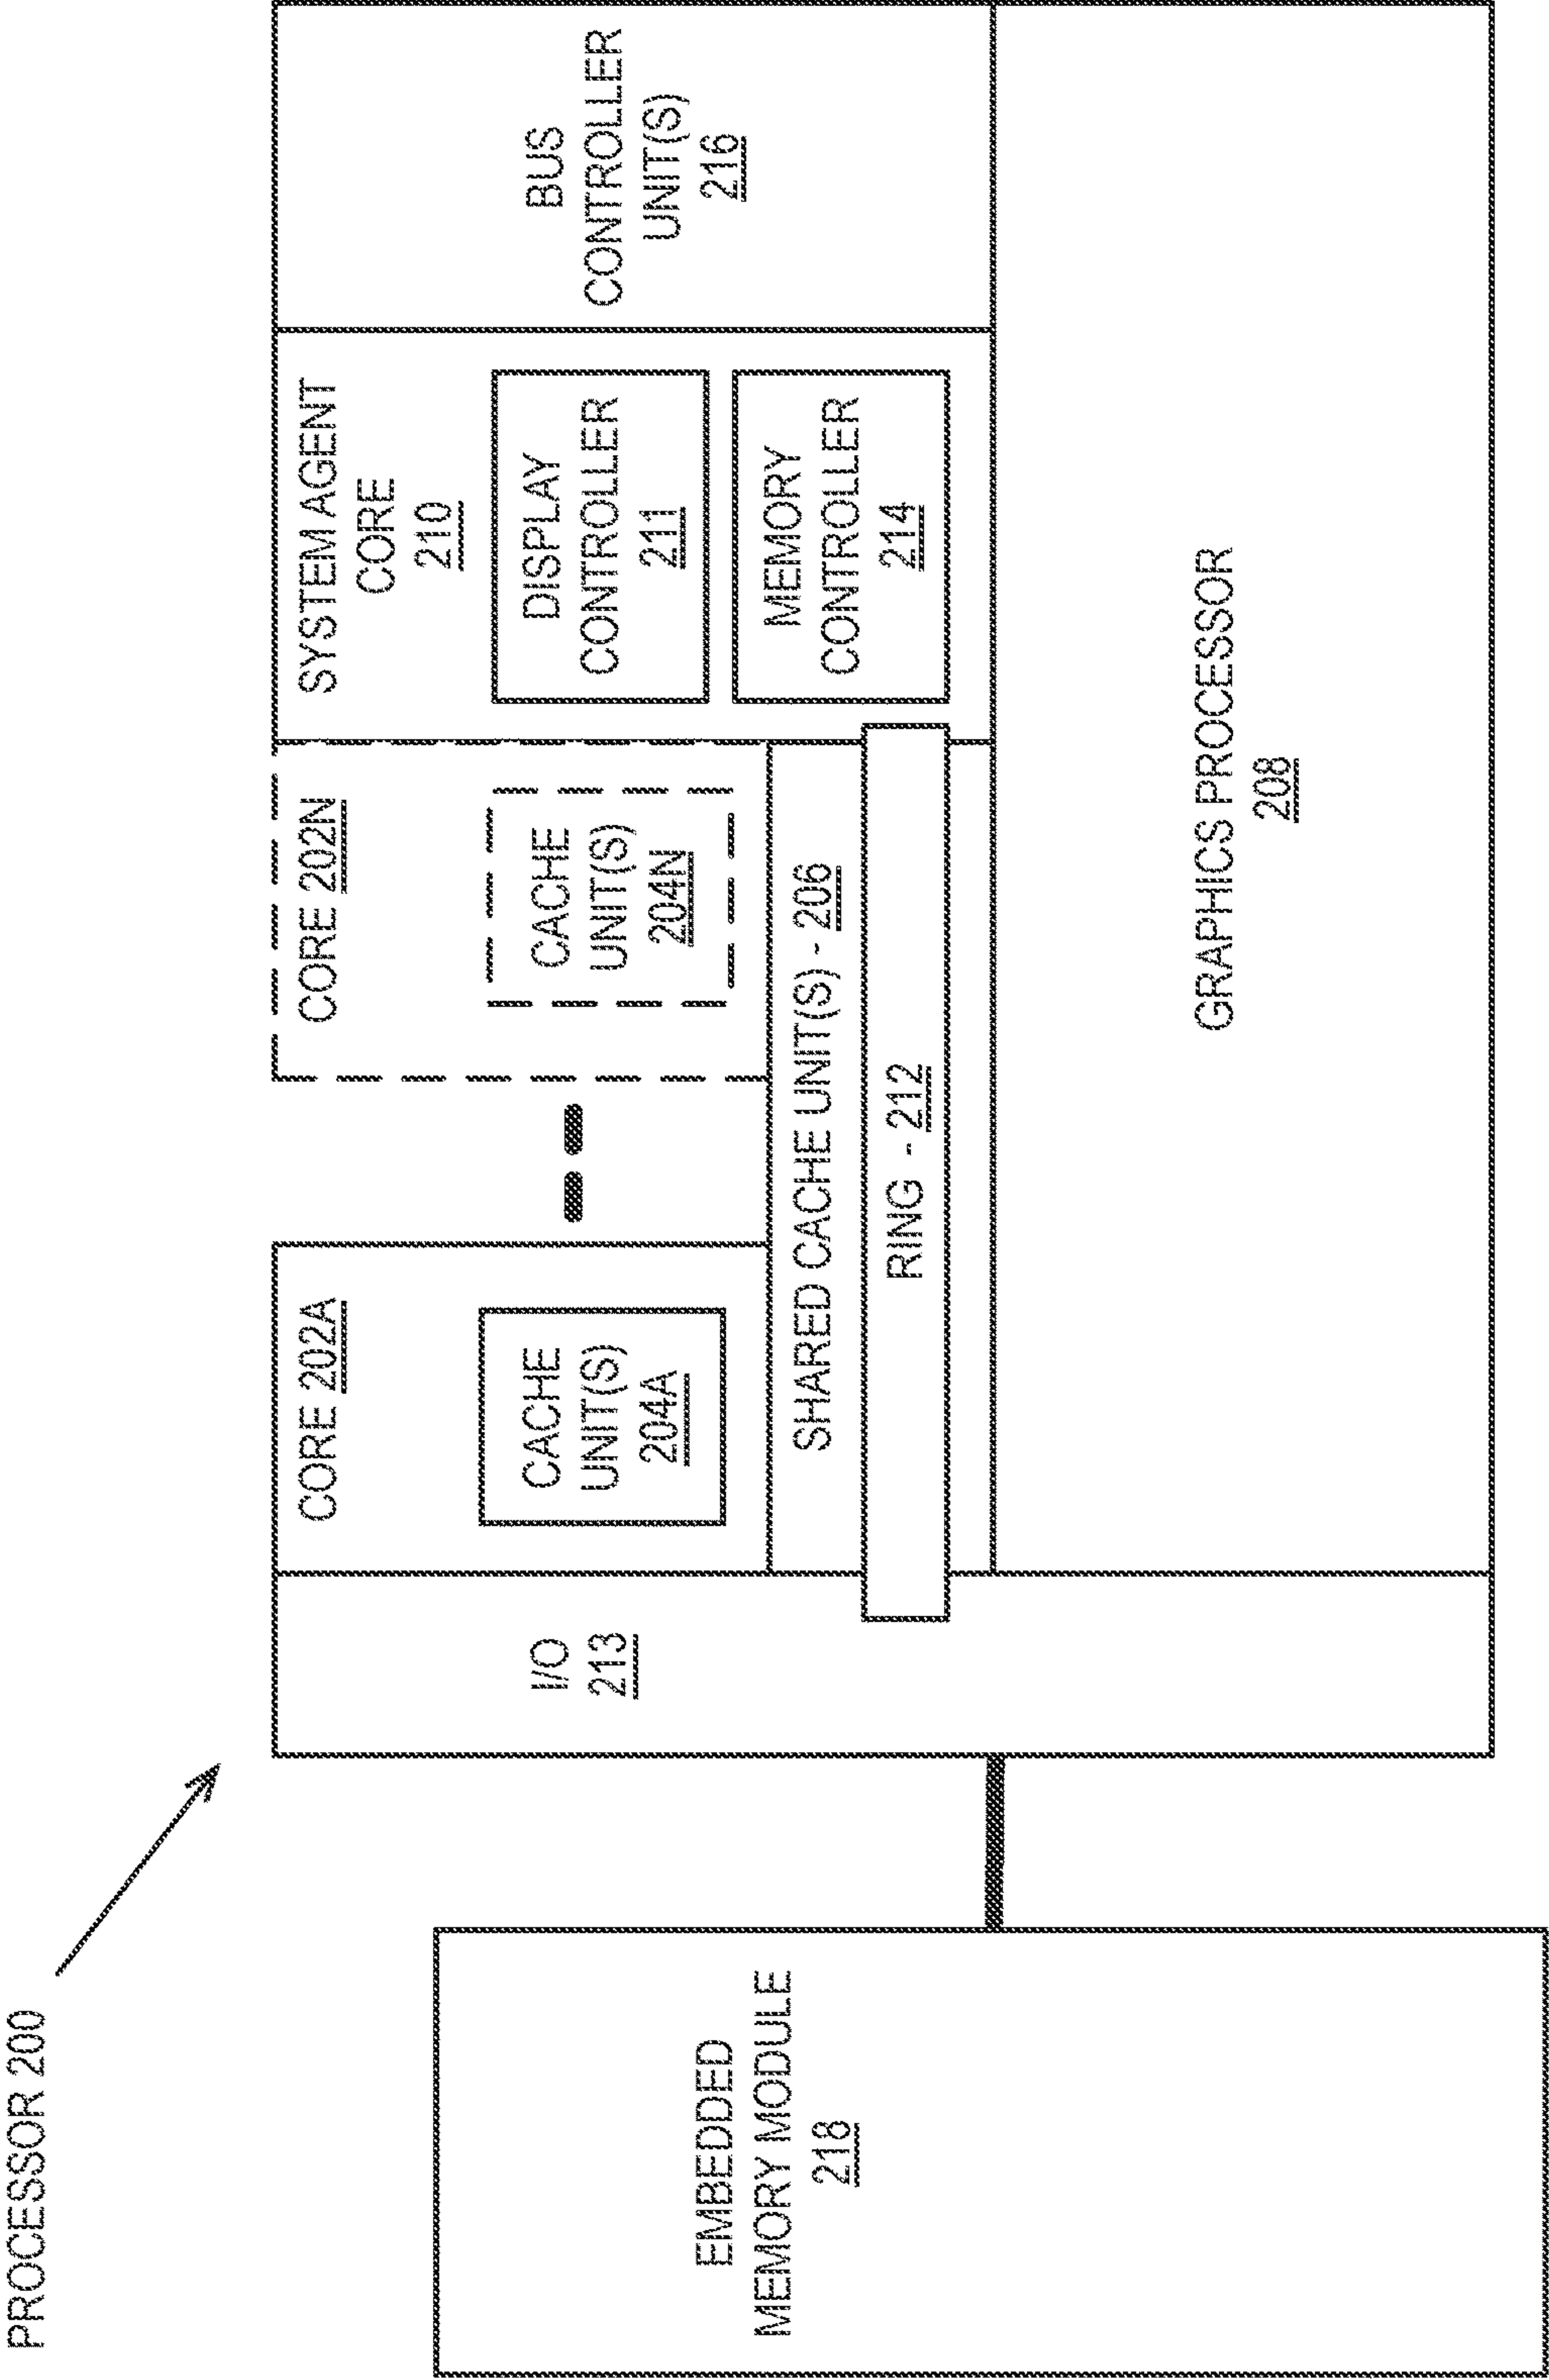 PROCESSOR 200
CORE 202A
CACHE
UNIT(S)
204A
CORE 202N
CACHE
UNIT(S)
204N
SYSTEM AGENT
CORE
210
DISPLAY
CONTROLLER
211
MEMORY
CONTROLLER
214
BUS
CONTROLLER
UNIT(S)
216
I/O
213
SHARED CACHE UNIT(S) - 206
RING - 212
EMBEDDED
MEMORY MODULE
218
GRAPHICS PROCESSOR
208